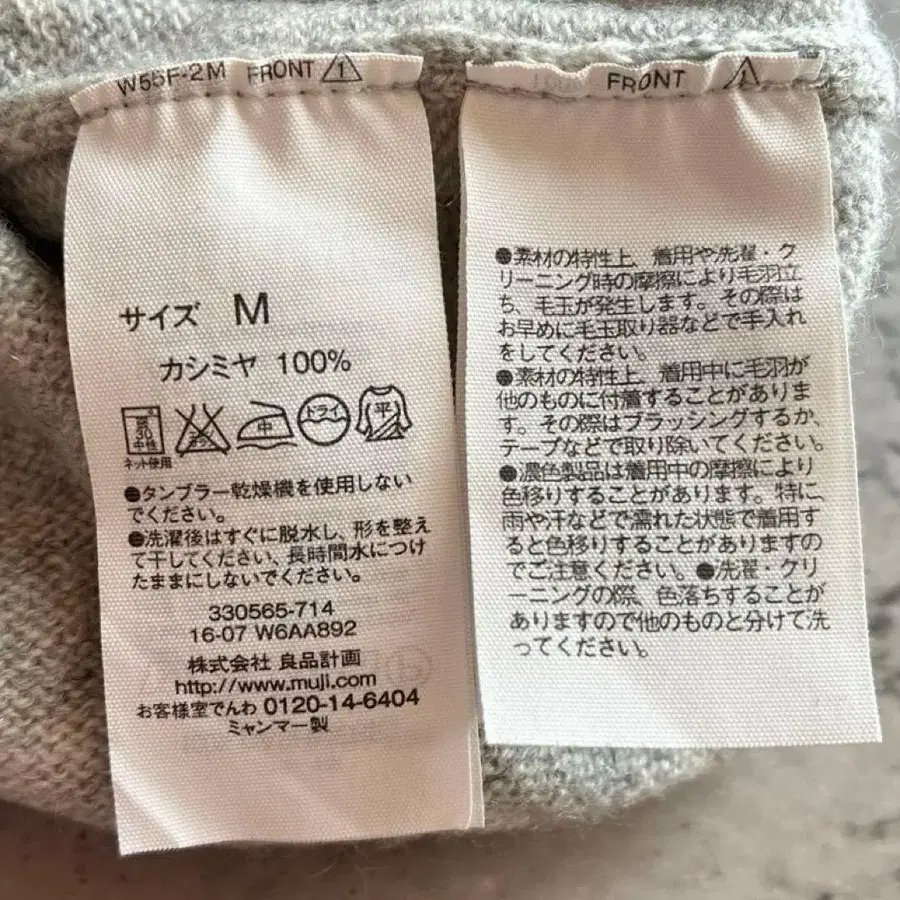 W55F-2M FRONT 1
サイズ M
カシミヤ 100%
弱 30 中性
中
ドライ
平
ネット使用
●タンブラー乾燥機を使用しない
でください。
●洗濯後はすぐに脱水し、形を整え
て干してください、長時間水につけ
たままにしないでください。
330565-714
16-07 W6AA892
株式会社 良品計画
http://www.muji.com
お客様室でんわ 0120-14-6404
ミャンマー製
FRONT
●素材の特性上、着用や洗濯・ク
リーニング時の摩擦により毛羽立
ち、毛玉が発生します。その際は
お早めに毛玉取り器などで手入れ
をしてください。
●素材の特性上、着用中に毛羽が
他のものに付着することがありま
す。その際はブラッシングするか、
テープなどで取り除いてください。
●濃色製品は着用中の摩擦により
色移りすることがあります。特に、
雨や汗などで濡れた状態で着用す
ると色移りすることがありますの
でご注意ください。●洗濯・クリ
ーニングの際、色落ちすることが
ありますので他のものと分けて洗
ってください。